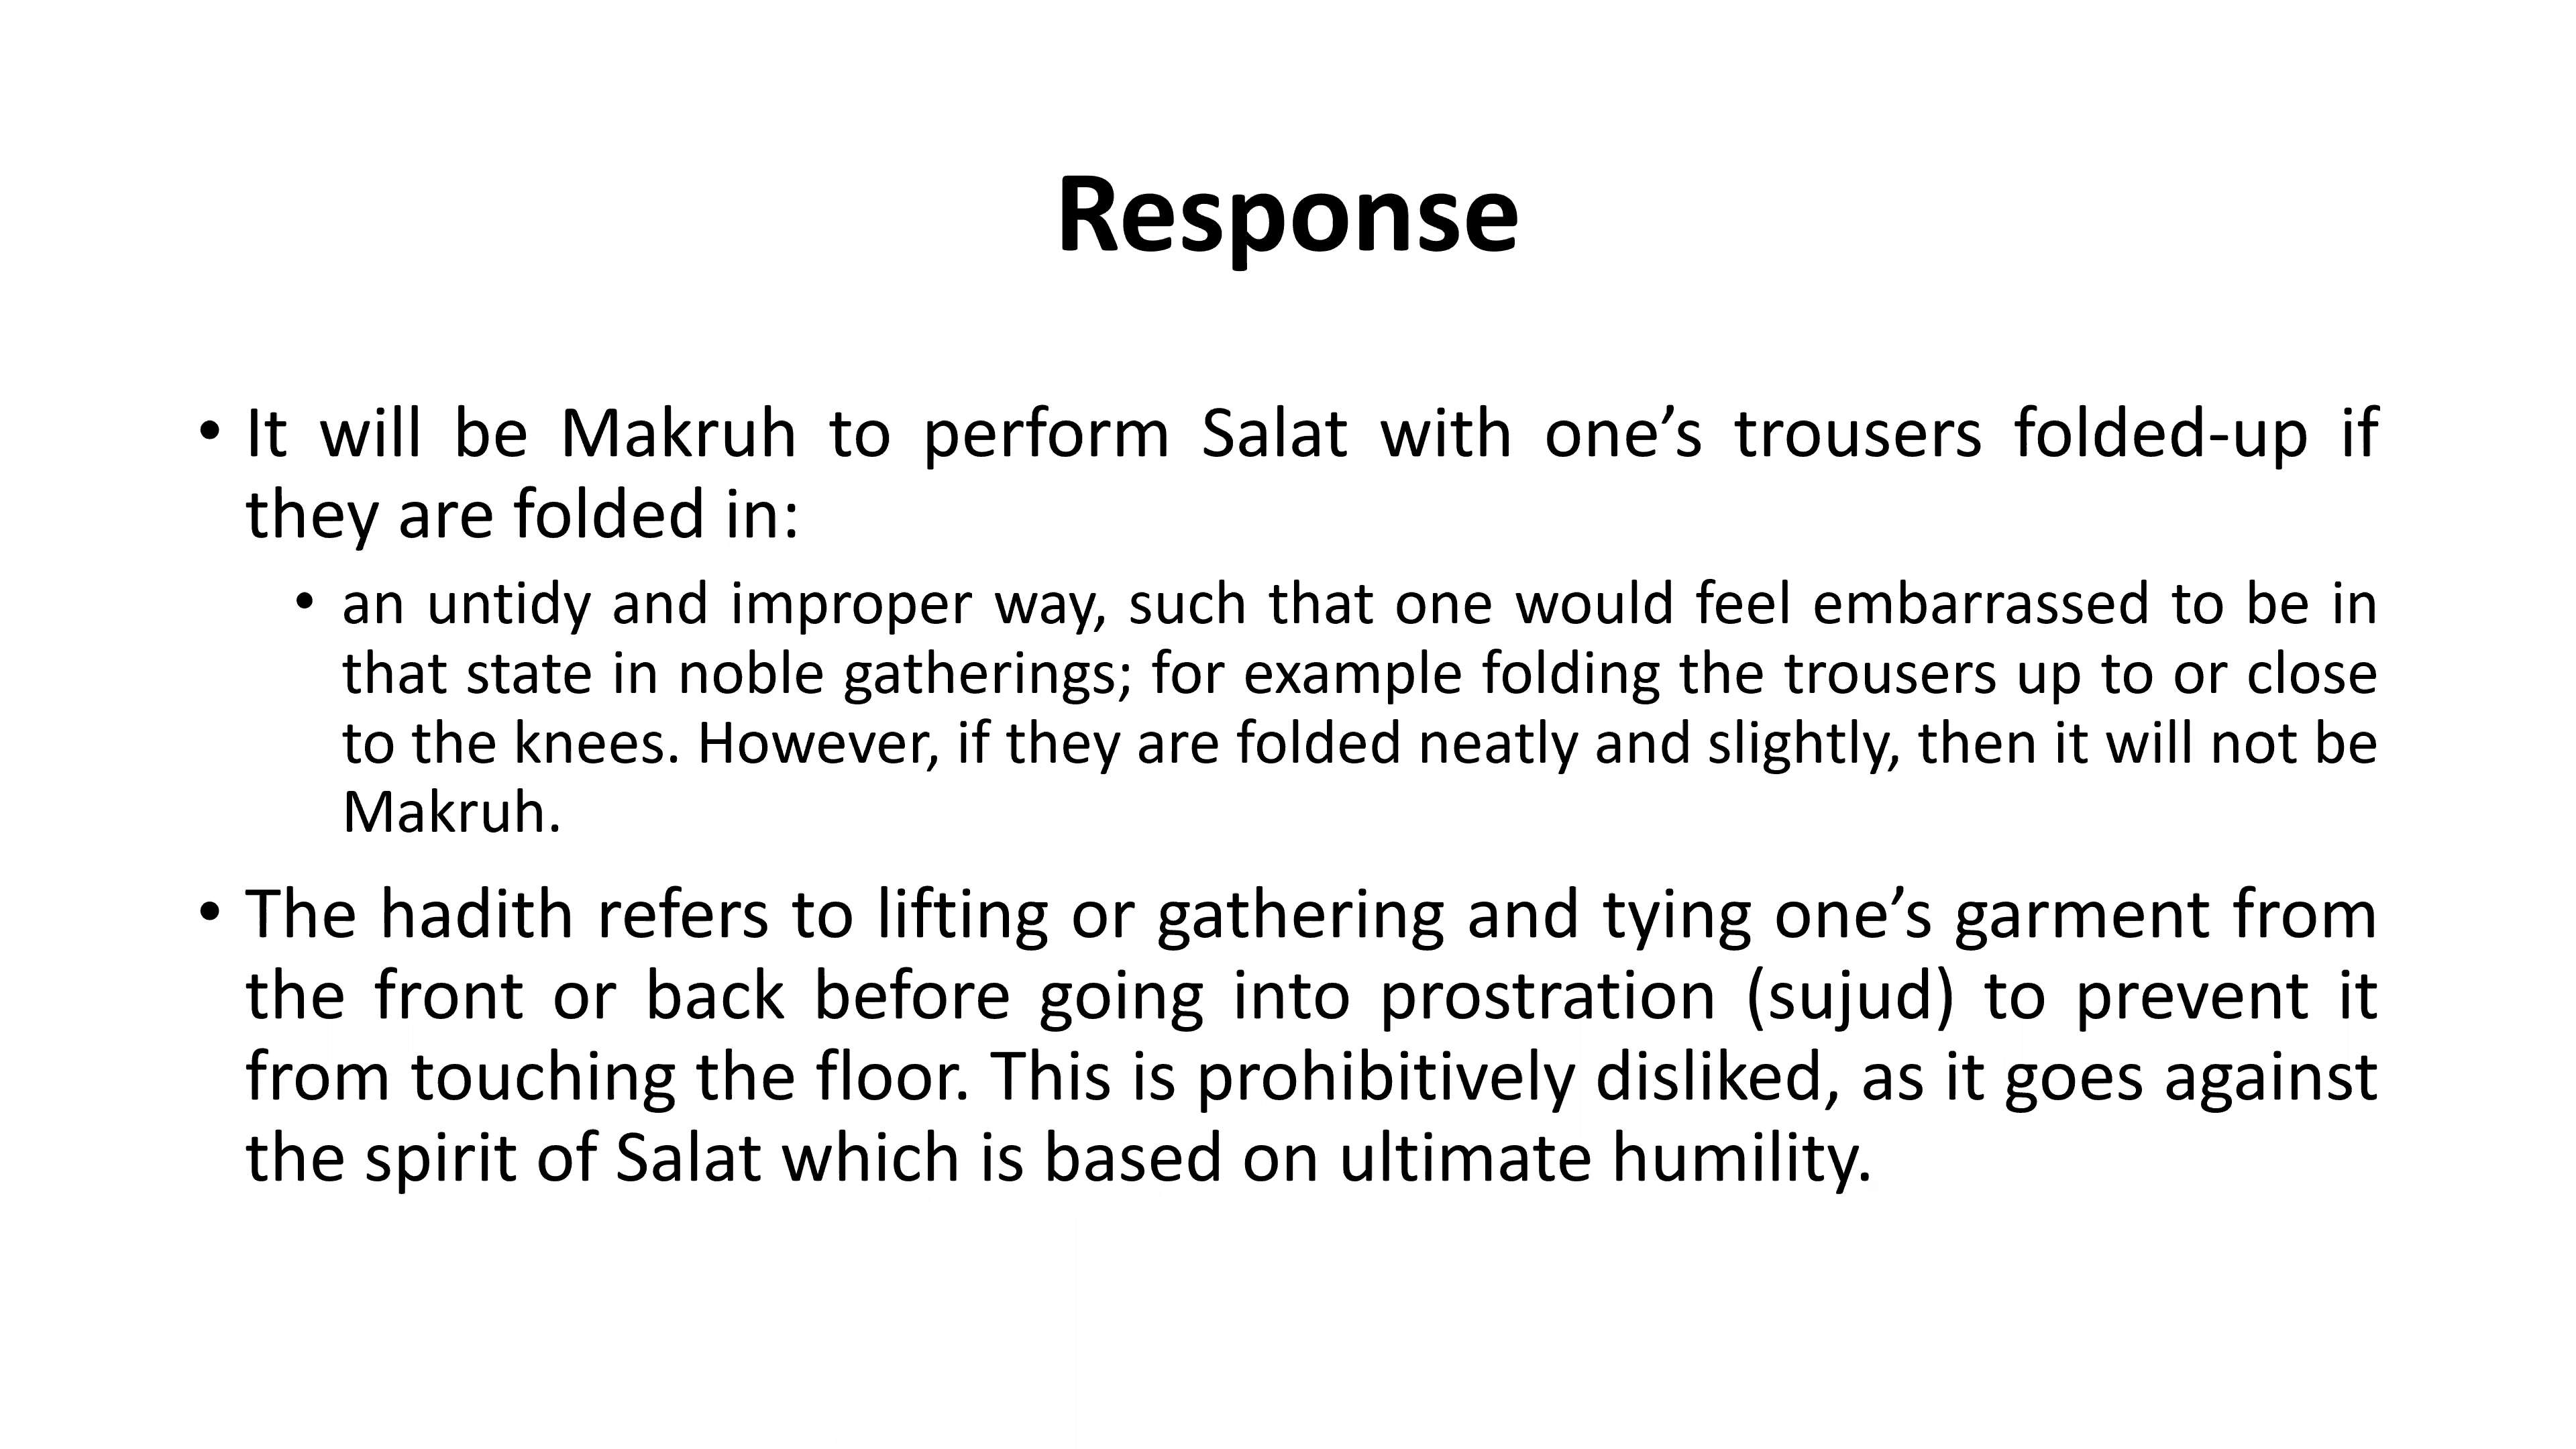 Response
• It will be Makruh to perform Salat with one’s trousers folded-up if
they are folded in:
• an untidy and improper way, such that one would feel embarrassed to be in
that state in noble gatherings; for example folding the trousers up to or close
to the knees. However, if they are folded neatly and slightly, then it will not be
Makruh.
• The hadith refers to lifting or gathering and tying one’s garment from
the front or back before going into prostration (sujud) to prevent it
from touching the floor. This is prohibitively disliked, as it goes against
the spirit of Salat which is based on ultimate humility.